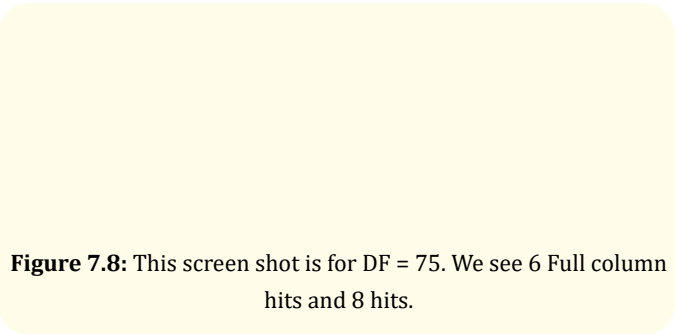 Figure 7.8: This screen shot is for DF = 75. We see 6 Full column
hits and 8 hits.